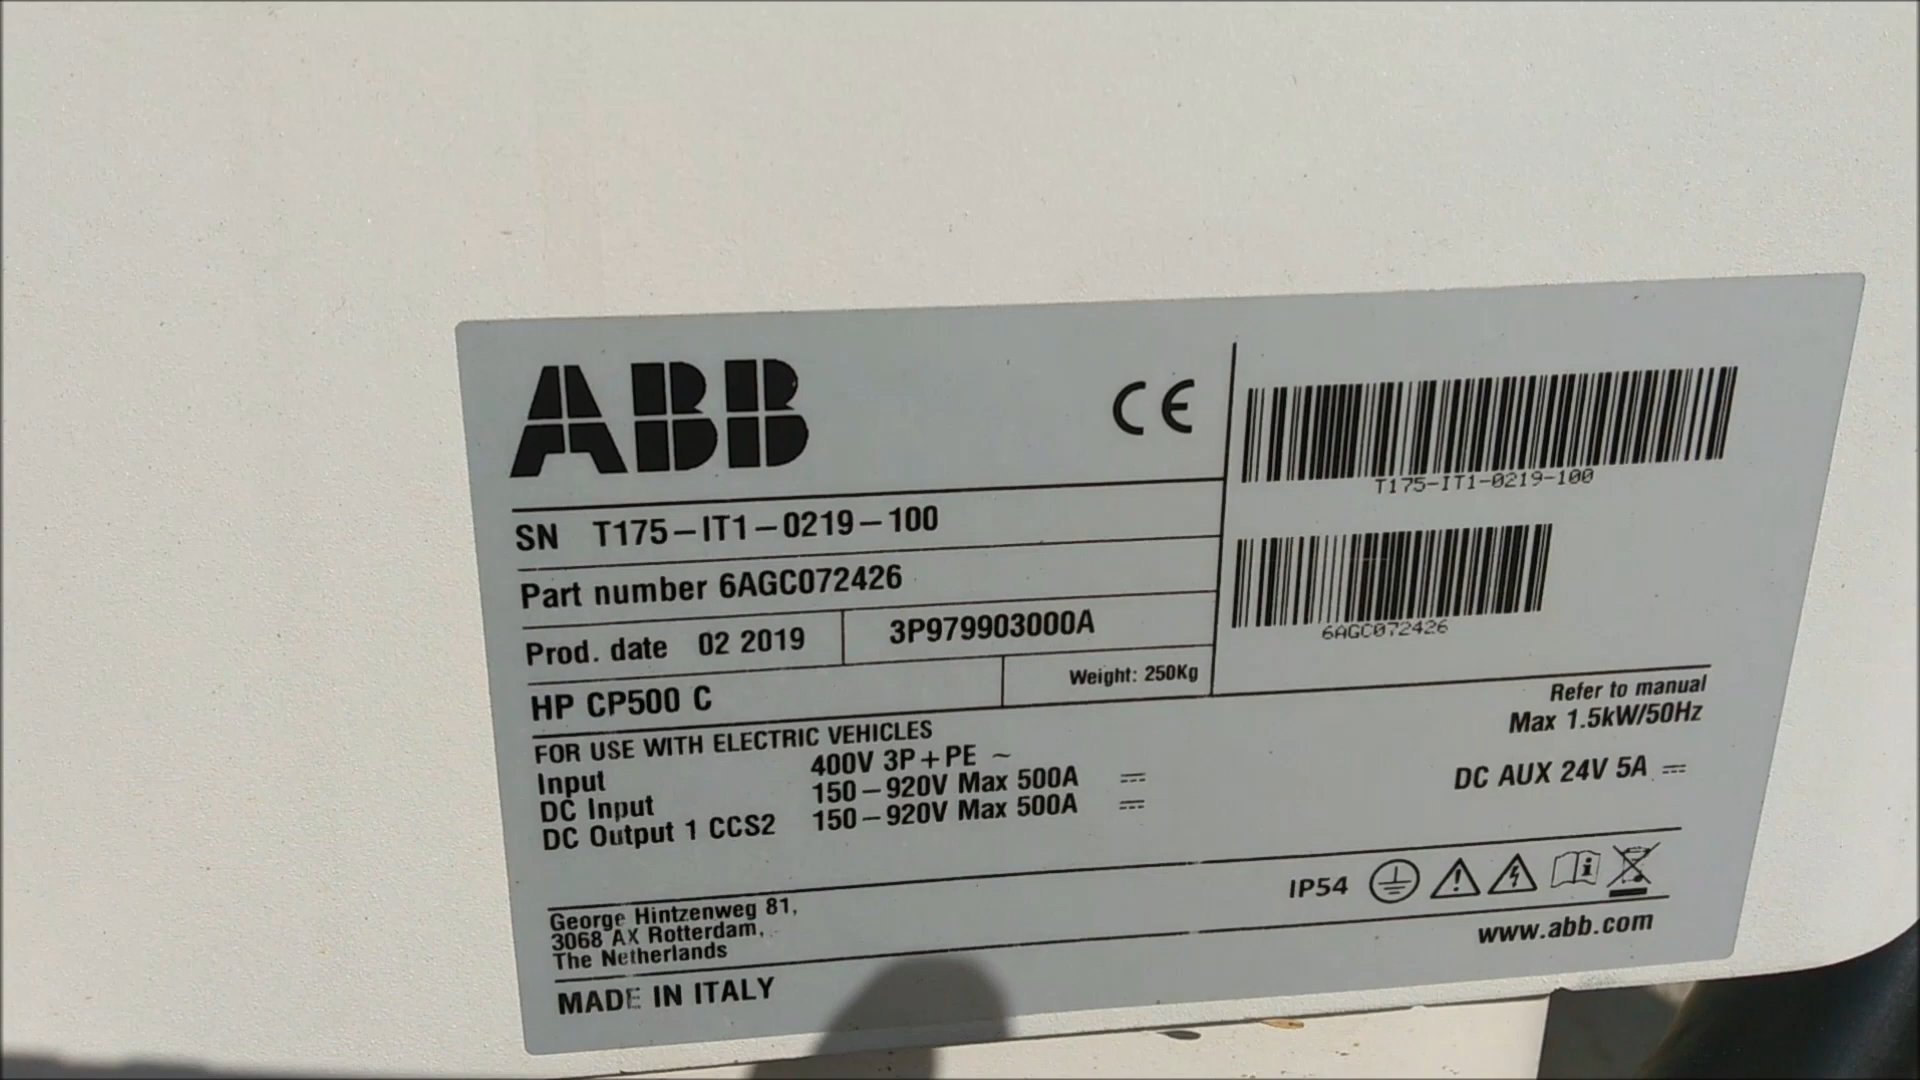 ABB
CE
T175-IT1-0219-100
SN T175-IT1-0219-100
Part number 6AGC072426
6AGC072426
Prod. date 02 2019
3P979903000A
HP CP500 C
Weight: 250Kg
Refer to manual
Max 1.5kW/50Hz
FOR USE WITH ELECTRIC VEHICLES
Input 400V 3P+PE ~
DC Input 150-920V Max 500A
DC Output 1 CCS2 150-920V Max 500A
DC AUX 24V 5A
IP54
George Hintzenweg 81,
3068 AX Rotterdam,
The Netherlands
www.abb.com
MADE IN ITALY